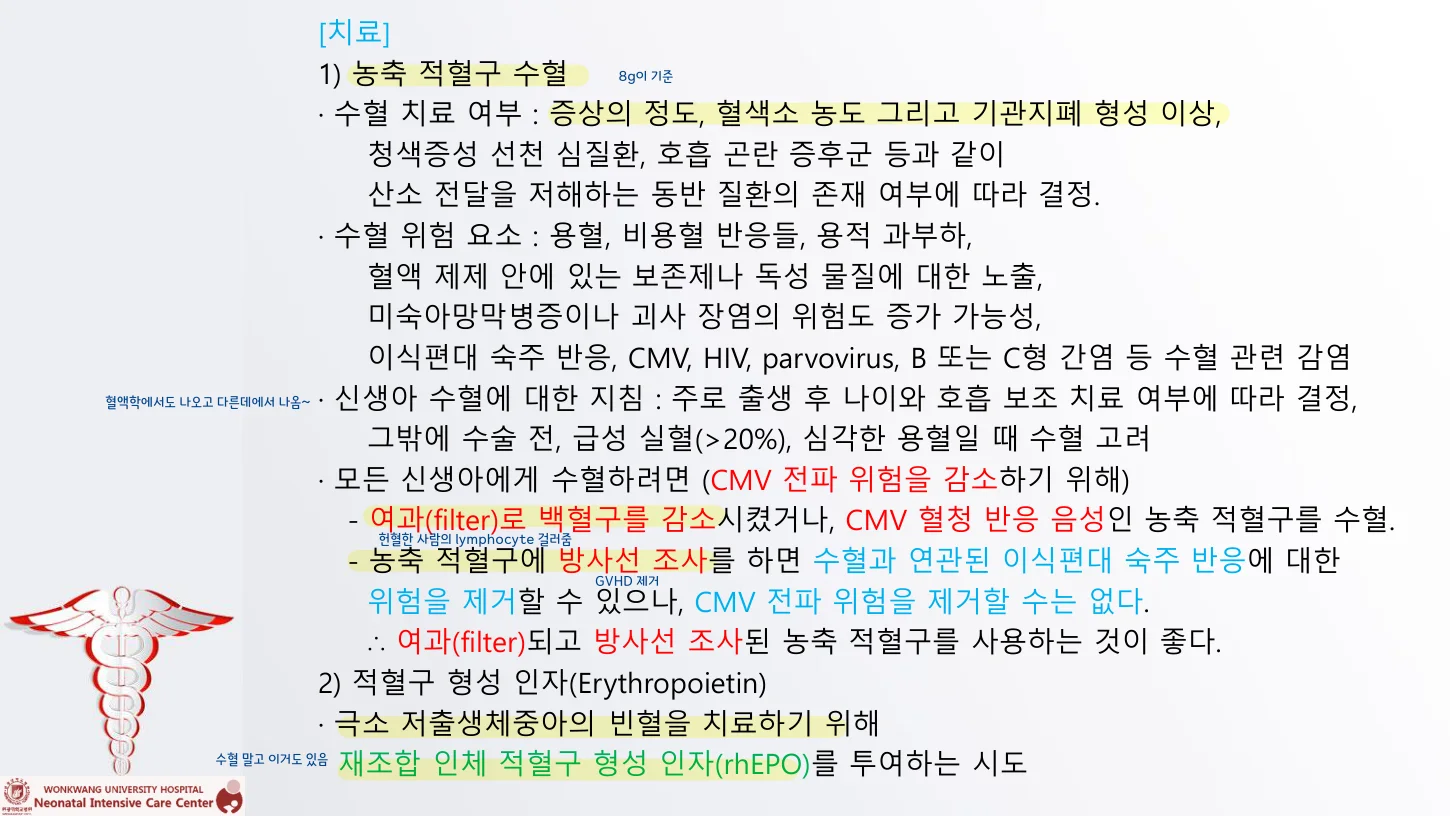 [치료]
1) 농축 적혈구 수혈
8g이 기준
· 수혈 치료 여부 : 증상의 정도, 혈색소 농도 그리고 기관지폐 형성 이상,
청색증성 선천 심질환, 호흡 곤란 증후군 등과 같이
산소 전달을 저해하는 동반 질환의 존재 여부에 따라 결정.
· 수혈 위험 요소 : 용혈, 비용혈 반응들, 용적 과부하,
혈액 제제 안에 있는 보존제나 독성 물질에 대한 노출,
미숙아망막병증이나 괴사 장염의 위험도 증가 가능성,
이식편대 숙주 반응, CMV, HIV, parvovirus, B 또는 C형 간염 등 수혈 관련 감염
혈액학에서도 나오고 다른데에서 나옴~
· 신생아 수혈에 대한 지침 : 주로 출생 후 나이와 호흡 보조 치료 여부에 따라 결정,
그밖에 수술 전, 급성 실혈(>20%), 심각한 용혈일 때 수혈 고려
· 모든 신생아에게 수혈하려면 (CMV 전파 위험을 감소하기 위해)
- 여과(filter)로 백혈구를 감소시켰거나, CMV 혈청 반응 음성인 농축 적혈구를 수혈.
헌혈한 사람의 lymphocyte 걸러줌
- 농축 적혈구에 방사선 조사를 하면 수혈과 연관된 이식편대 숙주 반응에 대한
GVHD 제거
위험을 제거할 수 있으나, CMV 전파 위험을 제거할 수는 없다.
∴ 여과(filter)되고 방사선 조사된 농축 적혈구를 사용하는 것이 좋다.
2) 적혈구 형성 인자(Erythropoietin)
· 극소 저출생체중아의 빈혈을 치료하기 위해
수혈 말고 이거도 있음
재조합 인체 적혈구 형성 인자(rhEPO)를 투여하는 시도
WONKWANG UNIVERSITY HOSPITAL
Neonatal Intensive Care Center